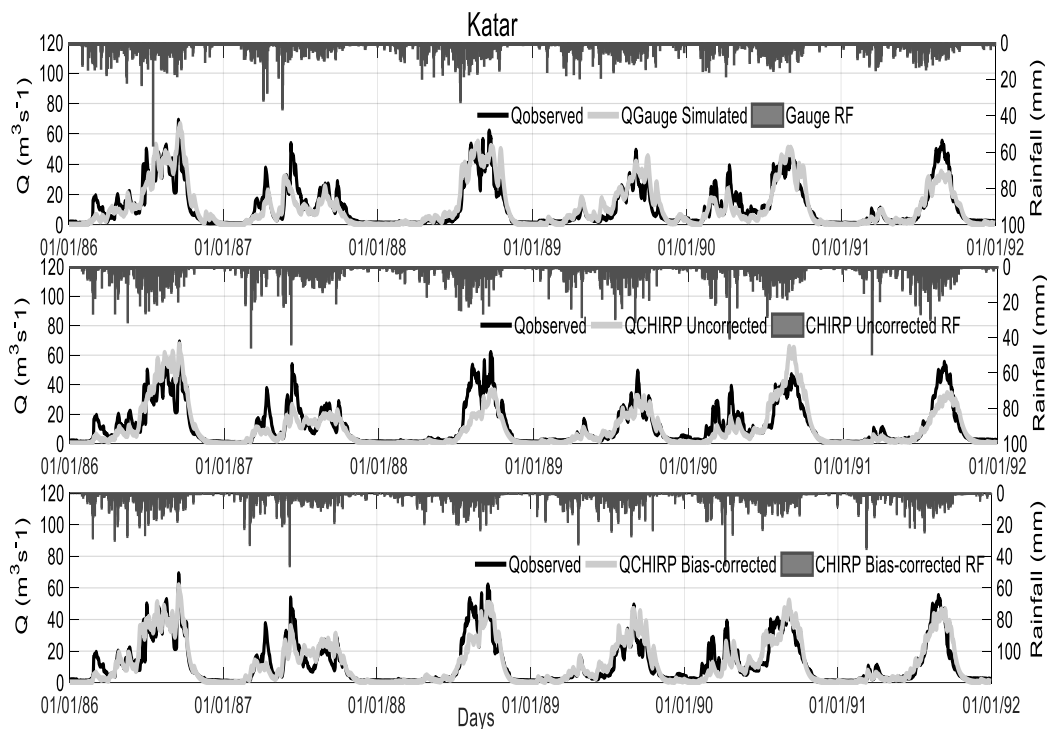 Katar
120
100
80
60
40
20
0
Q (m³s⁻¹)
0
20
40
60
80
100
Rainfall (mm)
Qobserved QGauge Simulated Gauge RF
01/01/86 01/01/87 01/01/88 01/01/89 01/01/90 01/01/91 01/01/92
120
100
80
60
40
20
0
Q (m³s⁻¹)
0
20
40
60
80
100
Rainfall (mm)
Qobserved QCHIRP Uncorrected CHIRP Uncorrected RF
01/01/86 01/01/87 01/01/88 01/01/89 01/01/90 01/01/91 01/01/92
120
100
80
60
40
20
0
Q (m³s⁻¹)
0
20
40
60
80
100
Rainfall (mm)
Qobserved QCHIRP Bias-corrected CHIRP Bias-corrected RF
01/01/86 01/01/87 01/01/88 01/01/89 01/01/90 01/01/91 01/01/92
Days